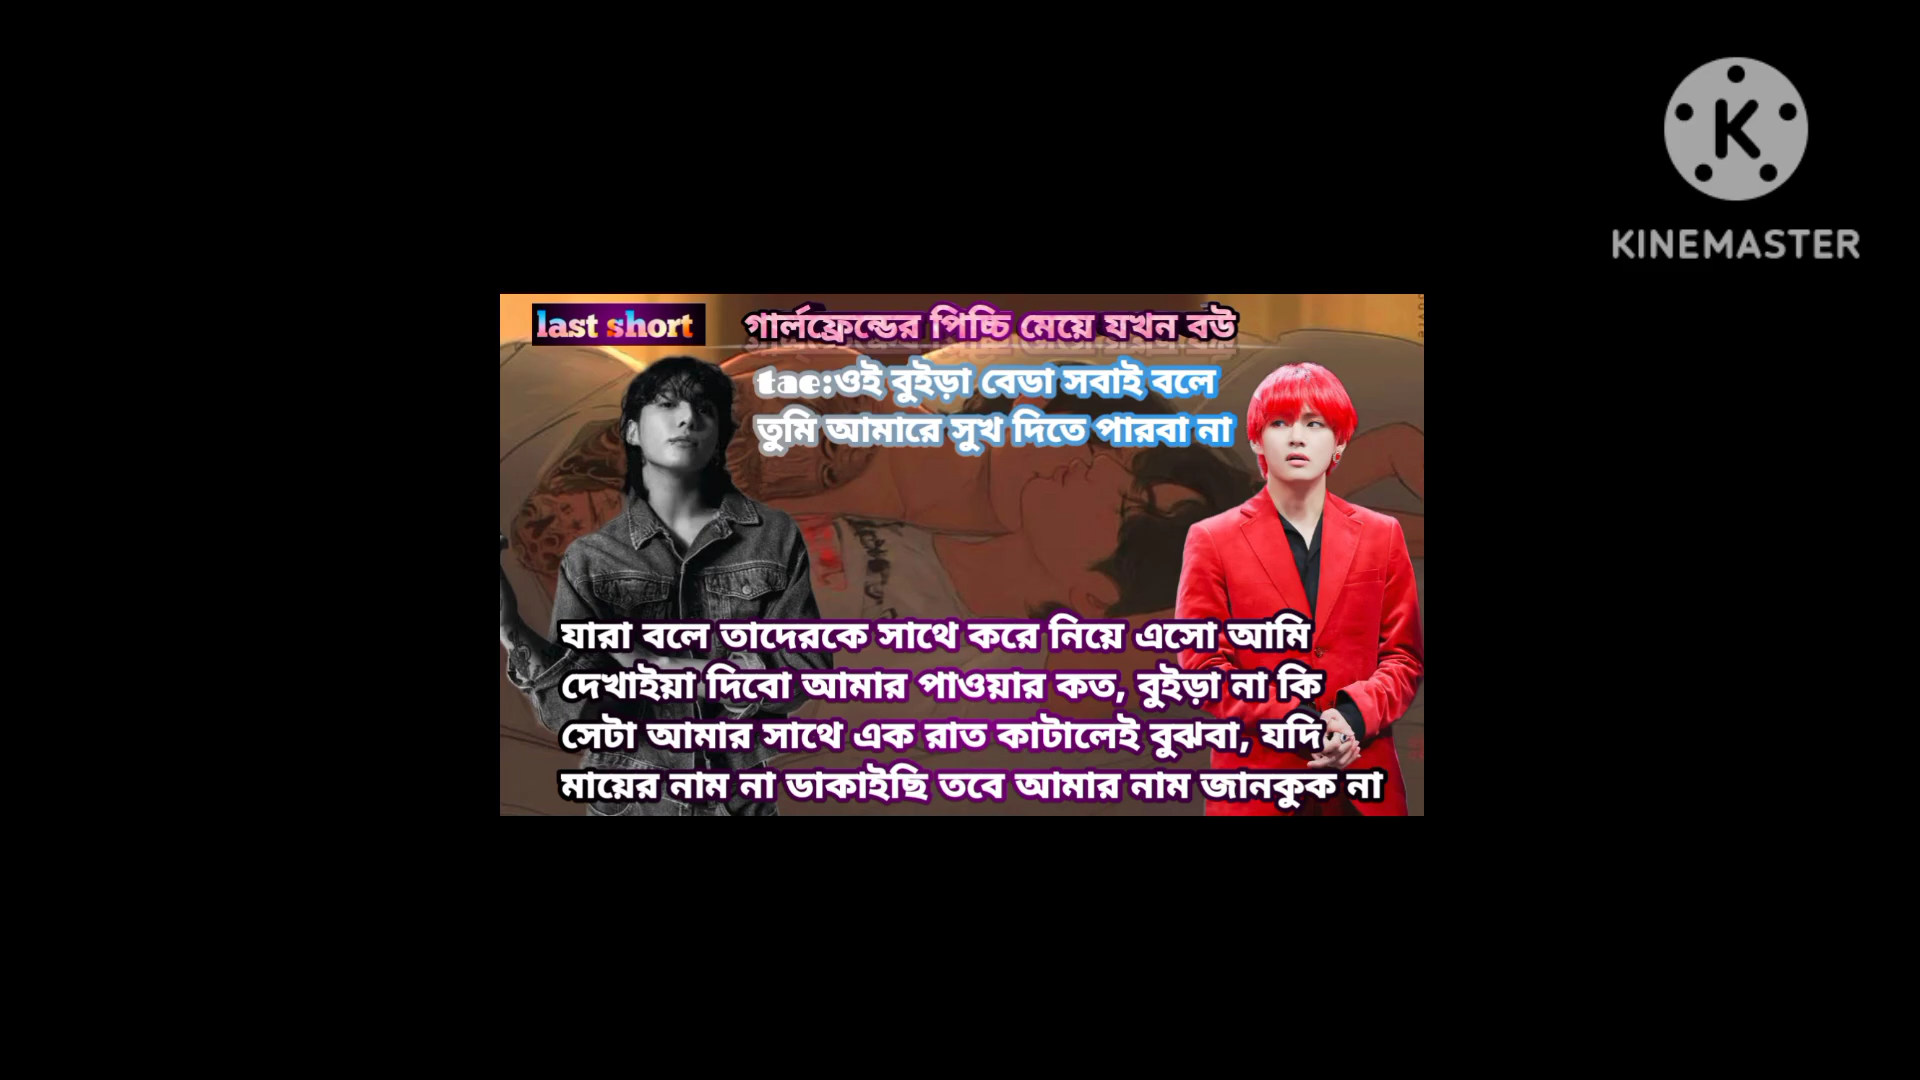 KINEMASTER
last short
গার্লফ্রেন্ডের পিচ্চি মেয়ে যখন বউ
tae:ওই বুইড়া বেডা সবাই বলে
তুমি আমারে সুখ দিতে পারবা না
যারা বলে তাদেরকে সাথে করে নিয়ে এসো আমি
দেখাইয়া দিবো আমার পাওয়ার কত, বুইড়া না কি
সেটা আমার সাথে এক রাত কাটালেই বুঝবা, যদি
মায়ের নাম না ডাকাইছি তবে আমার নাম জানকুক না